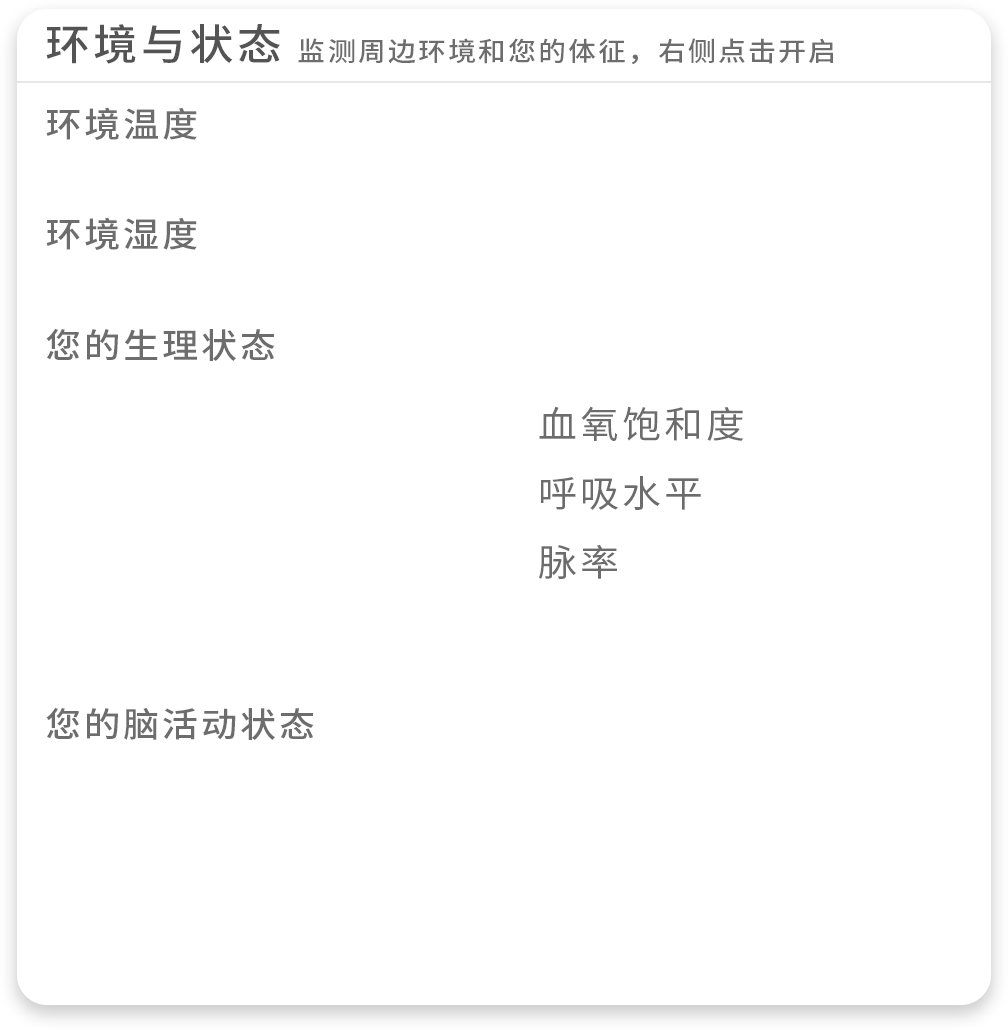 环境与状态 监测周边环境和您的体征，右侧点击开启
环境温度
环境湿度
您的生理状态
血氧饱和度
呼吸水平
脉率
您的脑活动状态